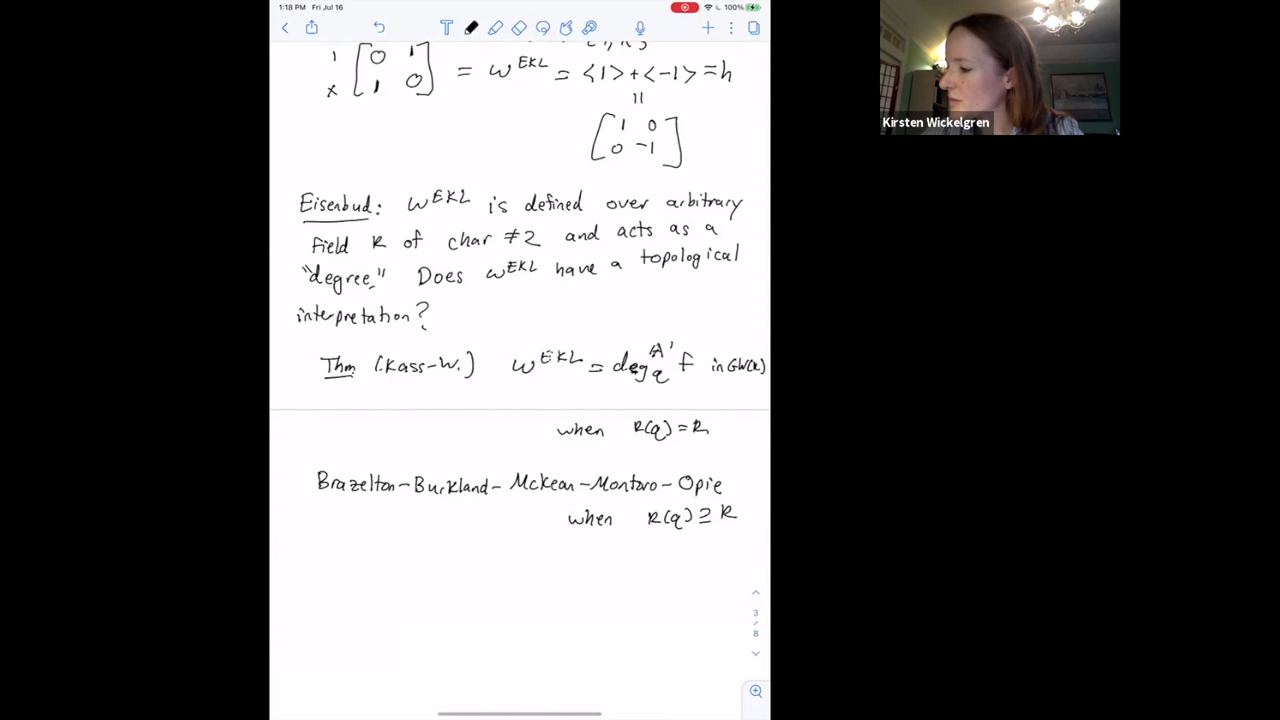 1:18 PM Fri Jul 16
100%
1 [0 1
x 1 0] = w^EKL = <1> + <-1> = h
||
[1 0
0 -1]
Eisenbud: w^EKL is defined over arbitrary
field k of char ≠ 2 and acts as a
"degree." Does w^EKL have a topological
interpretation?
Thm (Kass-W.) w^EKL = deg_q^A' f in GW(k)
when k(q) = k
Brazelton-Burkland-McKean-Montoro-Opie
when k(q) ⊇ k
3
/
8
Kirsten Wickelgren